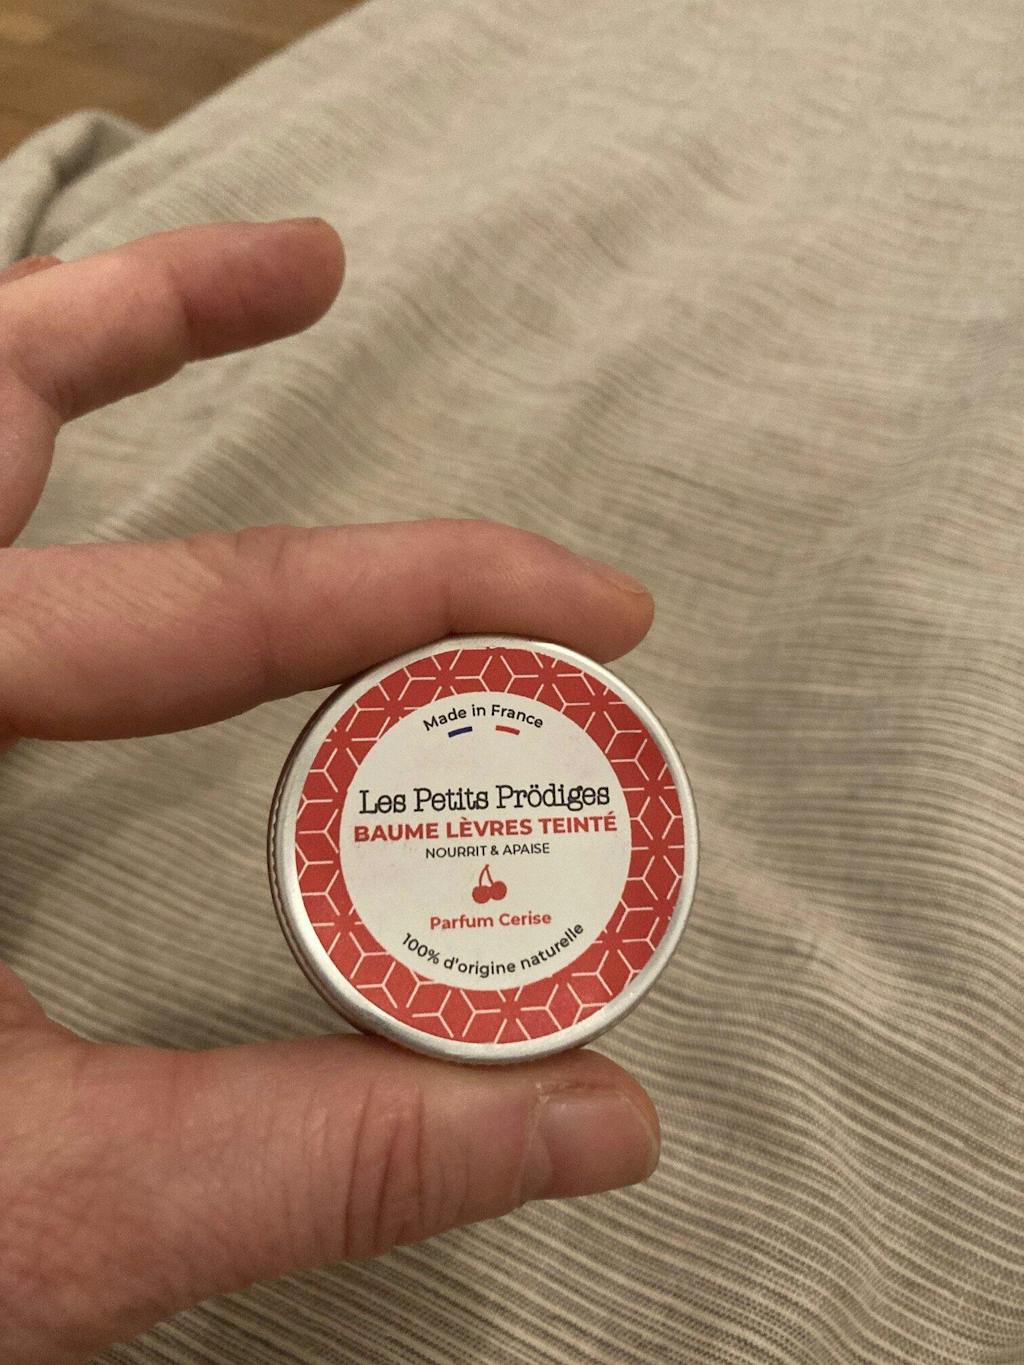 Made in France
Les Petits Prödiges
BAUME LÈVRES TEINTÉ
NOURRIT & APAISE
Parfum Cerise
100% d'origine naturelle